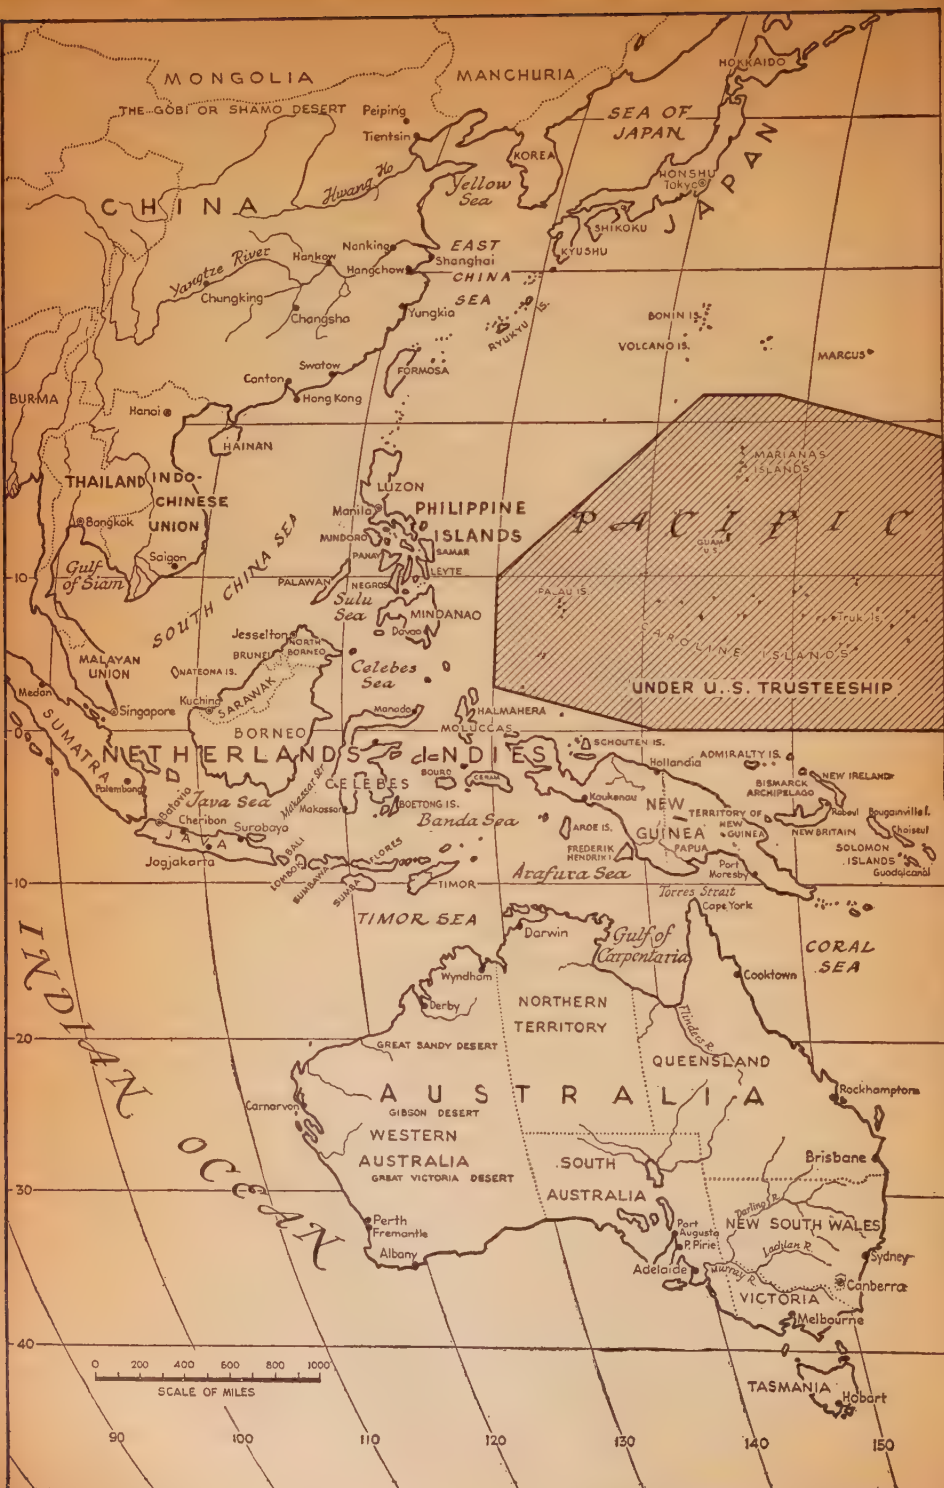 MONGOLIA
MANCHURIA
HOKKAIDO
THE GOBI OR SHAMO DESERT
Peiping
SEA OF
JAPAN
Tientsin
KOREA
JAPAN
HONSHU
Tokyo
Hwang Ho
Yellow
Sea
CHINA
SHIKOKU
KYUSHU
Nanking
EAST
CHINA
SEA
Yangtze River
Hankow
Shanghai
Hangchow
Chungking
Changsha
Yungkia
RYUKYU IS.
BONIN IS.
VOLCANO IS.
MARCUS
Swatow
FORMOSA
Canton
Hong Kong
BURMA
Hanoi
HAINAN
MARIANAS
ISLANDS
THAILAND
INDO-
CHINESE
UNION
LUZON
Manila
PHILIPPINE
ISLANDS
PACIFIC
Bangkok
MINDORO
PANAY
SAMAR
GUAM
U.S.
Saigon
LEYTE
Gulf
of Siam
10
PALAWAN
NEGROS
SOUTH CHINA SEA
Sulu
Sea
MINDANAO
PALAU IS.
Truk Is.
Jesselton
Davao
NORTH
BORNEO
BRUNEI
CAROLINE ISLANDS
MALAYAN
UNION
NATEONA IS.
Celebes
Sea
UNDER U.S. TRUSTEESHIP
Medan
Kuching
SARAWAK
Singapore
Manado
HALMAHERA
MOLUCCAS
SUMATRA
BORNEO
SCHOUTEN IS.
NETHERLANDS INDIES
Hollandia
ADMIRALTY IS.
Palembang
Makassar Str.
CELEBES
BOURO
CERAM
BISMARCK
ARCHIPELAGO
NEW IRELAND
Batavia
Java Sea
Makassar
BOETONG IS.
Kaukenau
NEW
GUINEA
TERRITORY OF
NEW
GUINEA
Rabaul
Bougainville I.
Cheribon
Surobaya
Banda Sea
AROE IS.
NEW BRITAIN
Choiseul
JAVA
BALI
PAPUA
SOLOMON
ISLANDS
Jogjakarta
LOMBOK
SUMBAWA
FLORES
FREDERIK
HENDRIK I
Port
Moresby
Guadalcanal
SUMBA
TIMOR
Arafura Sea
10
Torres Strait
Cape York
TIMOR SEA
Darwin
Gulf of
Carpentaria
CORAL
SEA
INDIAN OCEAN
Wyndham
Cooktown
Derby
NORTHERN
TERRITORY
Flinders R.
20
GREAT SANDY DESERT
QUEENSLAND
AUSTRALIA
Rockhampton
Carnarvon
GIBSON DESERT
WESTERN
AUSTRALIA
SOUTH
AUSTRALIA
Brisbane
GREAT VICTORIA DESERT
30
Darling R.
Perth
Fremantle
Port
Augusta
P. Pirie
NEW SOUTH WALES
Albany
Lachlan R.
Sydney
Adelaide
Murray R.
Canberra
VICTORIA
Melbourne
40
0 200 400 600 800 1000
SCALE OF MILES
TASMANIA
Hobart
90 100 110 120 130 140 150